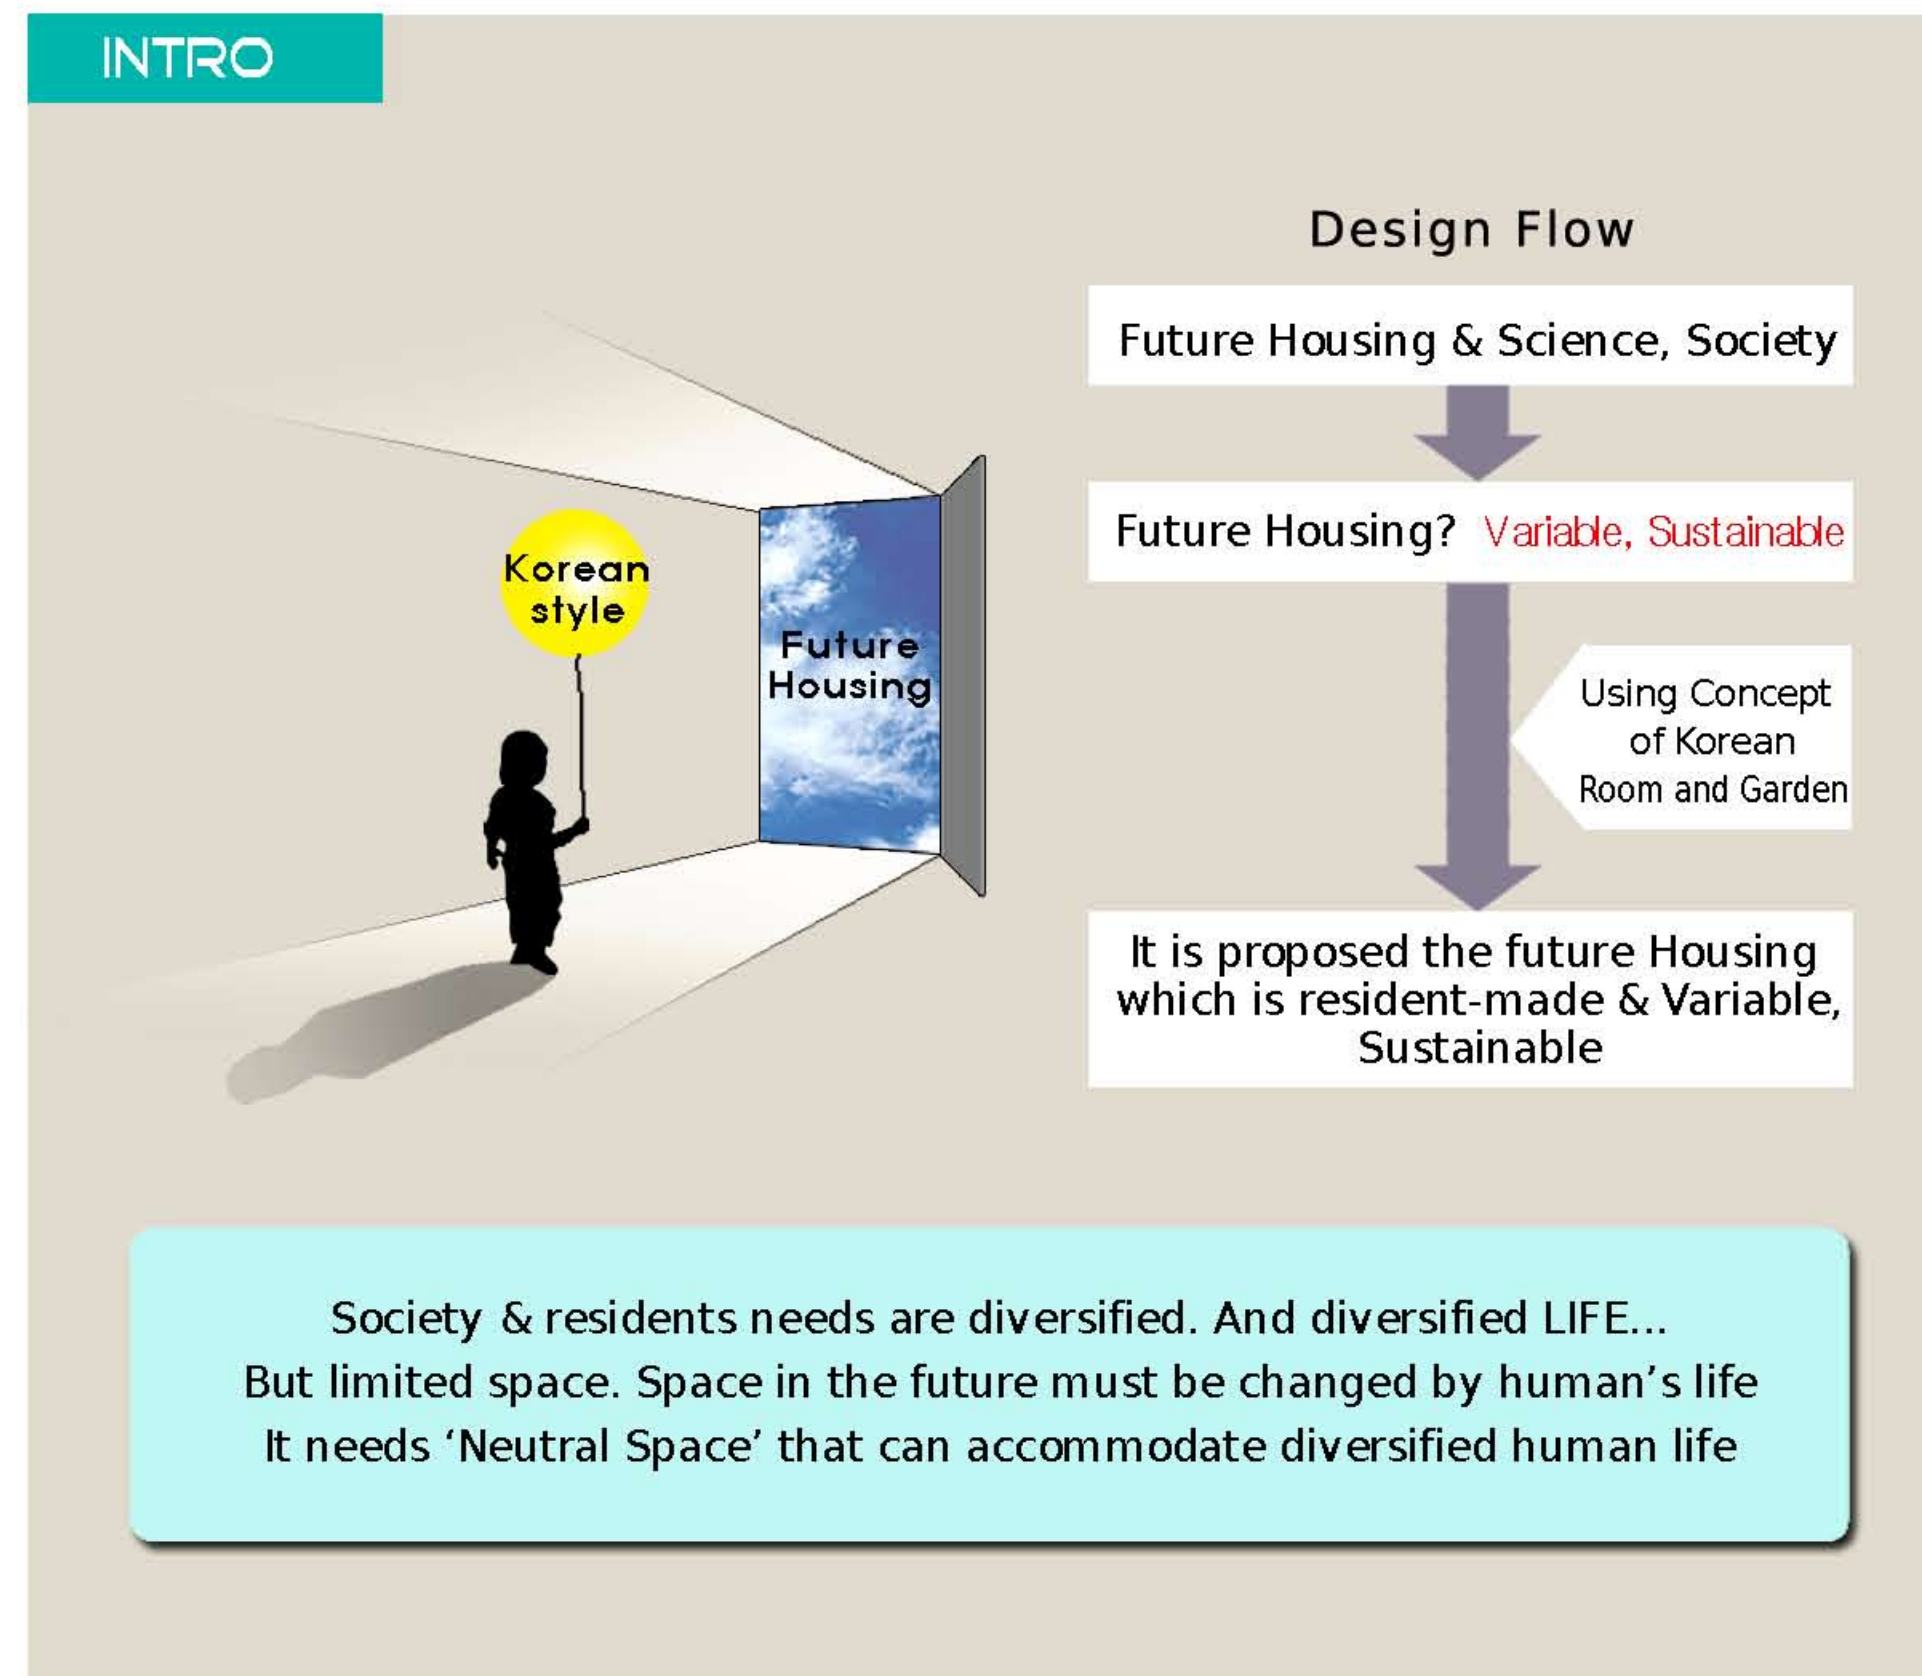 INTRO
Korean
style
Future
Housing
Design Flow
Future Housing & Science, Society
Future Housing? Variable, Sustainable
Using Concept
of Korean
Room and Garden
It is proposed the future Housing
which is resident-made & Variable,
Sustainable
Society & residents needs are diversified. And diversified LIFE...
But limited space. Space in the future must be changed by human’s life
It needs ‘Neutral Space’ that can accommodate diversified human life